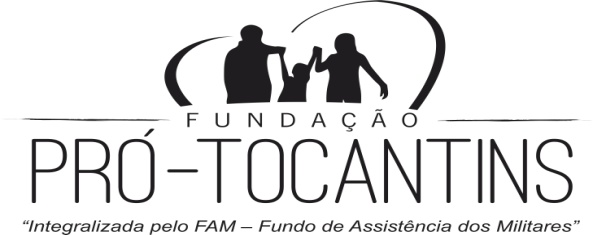 FUNDAÇÃO
PRÓ-TOCANTINS
“Integralizada pelo FAM – Fundo de Assistência dos Militares”